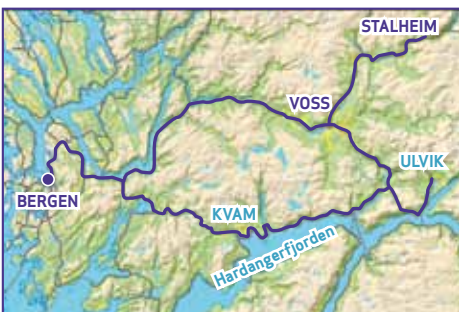 STALHEIM
VOSS
ULVIK
BERGEN
KVAM
Hardangerfjorden